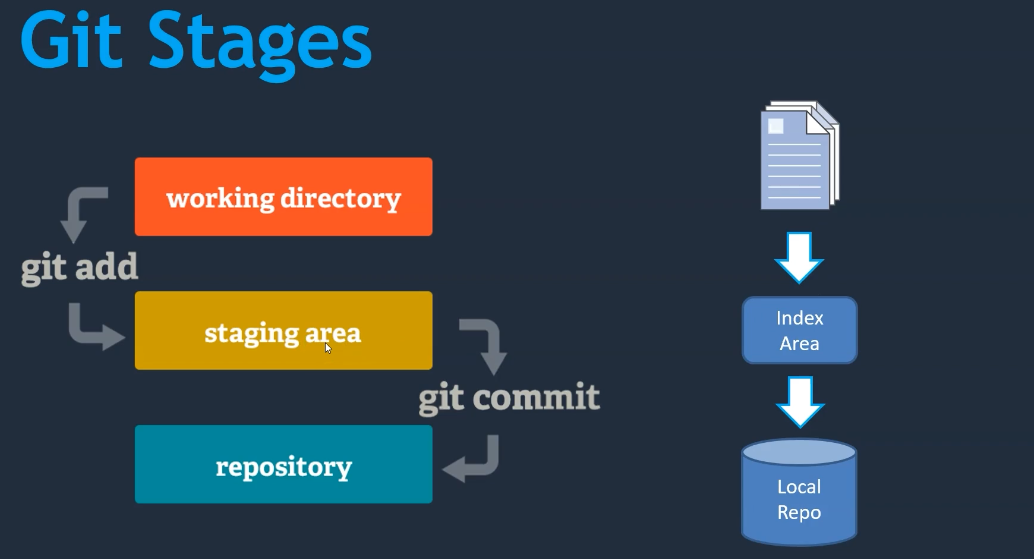 Git Stages
working directory
git add
staging area
git commit
repository
Index
Area
Local
Repo